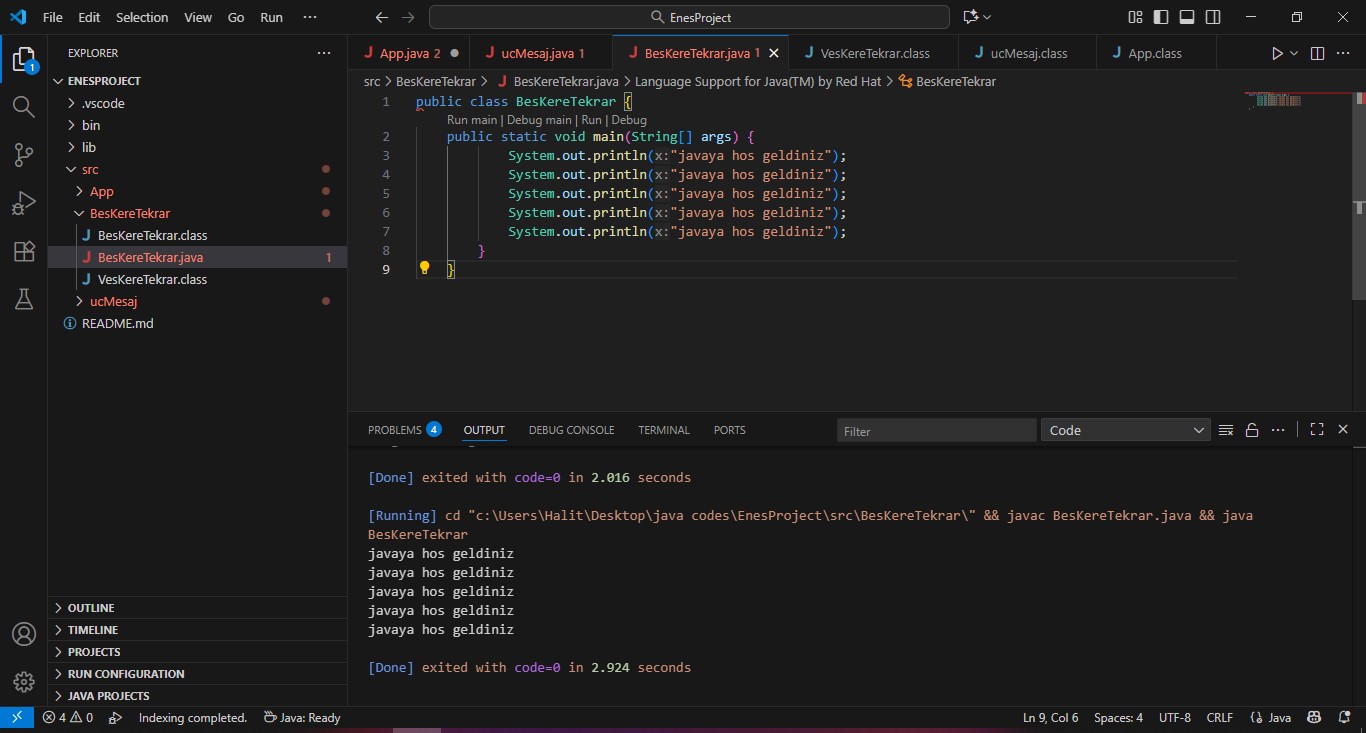 File Edit Selection View Go Run ··· EnesProject
EXPLORER
App.java 2 ucMesaj.java 1 BesKereTekrar.java 1 VesKereTekrar.class ucMesaj.class App.class
ENESPROJECT
src > BesKereTekrar > J BesKereTekrar.java > Language Support for Java(TM) by Red Hat > BesKereTekrar
.vscode
bin
lib
src
App
BesKereTekrar
BesKereTekrar.class
BesKereTekrar.java 1
VesKereTekrar.class
ucMesaj
README.md
OUTLINE
TIMELINE
PROJECTS
RUN CONFIGURATION
JAVA PROJECTS
1 public class BesKereTekrar {
Run main | Debug main | Run | Debug
2 public static void main(String[] args) {
3 System.out.println(x:"javaya hos geldiniz");
4 System.out.println(x:"javaya hos geldiniz");
5 System.out.println(x:"javaya hos geldiniz");
6 System.out.println(x:"javaya hos geldiniz");
7 System.out.println(x:"javaya hos geldiniz");
8 }
9 }
PROBLEMS 4 OUTPUT DEBUG CONSOLE TERMINAL PORTS Filter Code
[Done] exited with code=0 in 2.016 seconds
[Running] cd "c:\Users\Halit\Desktop\java codes\EnesProject\src\BesKereTekrar\" && javac BesKereTekrar.java && java
BesKereTekrar
javaya hos geldiniz
javaya hos geldiniz
javaya hos geldiniz
javaya hos geldiniz
javaya hos geldiniz
[Done] exited with code=0 in 2.924 seconds
4 0 Indexing completed. Java: Ready Ln 9, Col 6 Spaces: 4 UTF-8 CRLF Java